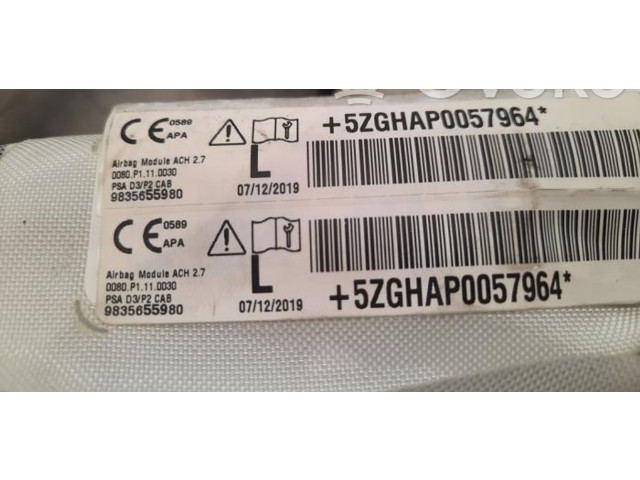 CE 0589
APA
Airbag Module ACH 2.7
0080.P1.11.0030
PSA D3/P2 CAB
9835655980
L
07/12/2019
+5ZGHAP0057964*
CE 0589
APA
Airbag Module ACH 2.7
0080.P1.11.0030
PSA D3/P2 CAB
9835655980
L
07/12/2019
+5ZGHAP0057964*